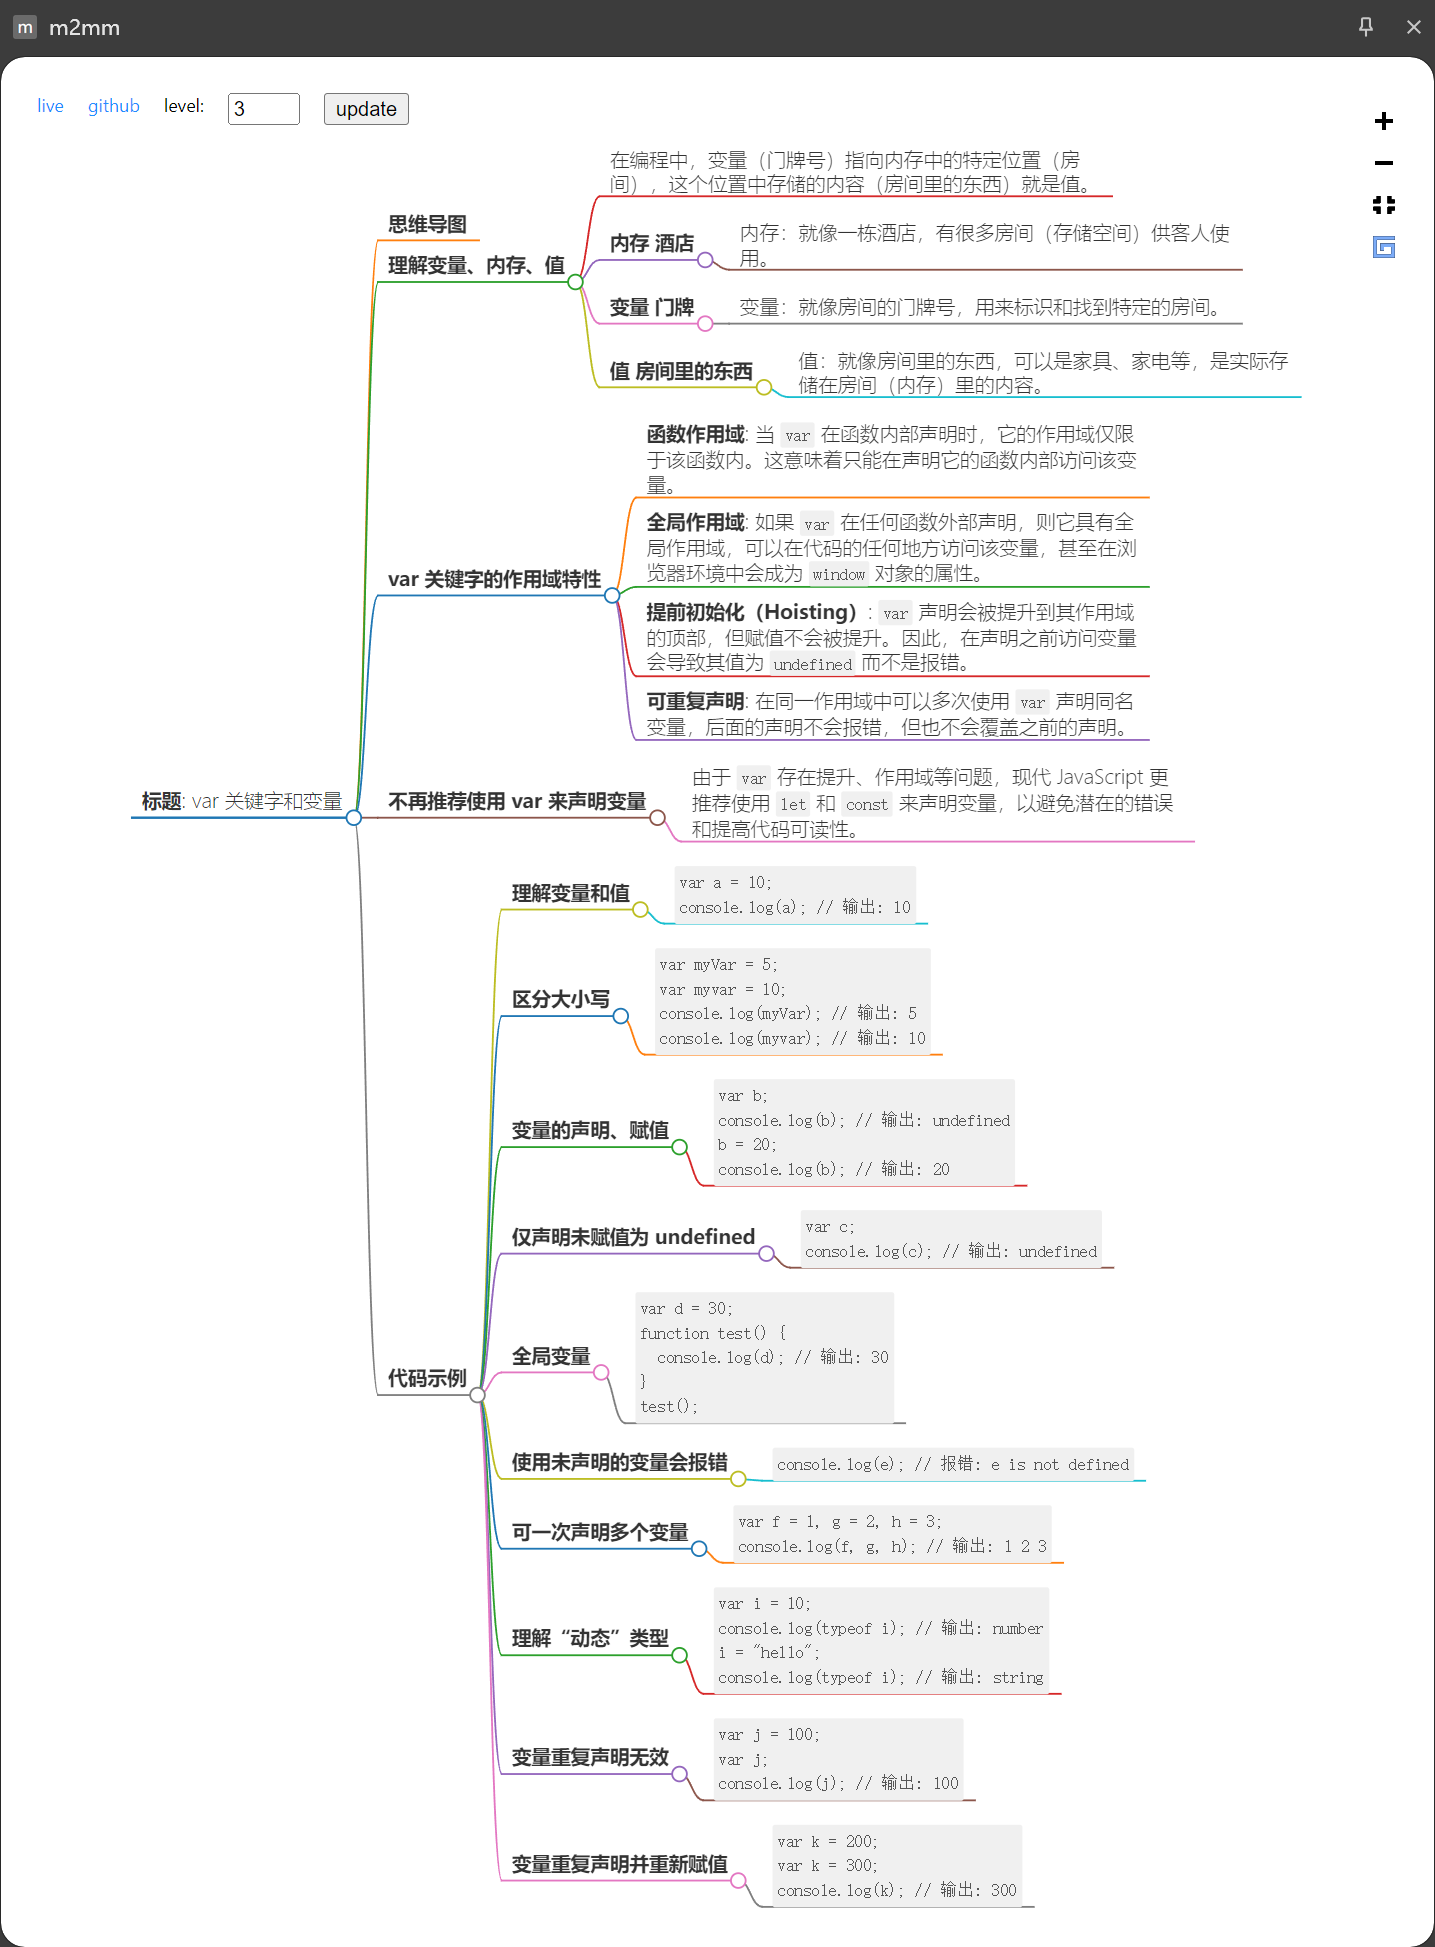 m m2mm
live github level: 3 update
在编程中，变量（门牌号）指向内存中的特定位置（房
间），这个位置中存储的内容（房间里的东西）就是值。
思维导图
理解变量、内存、值
内存 酒店
内存：就像一栋酒店，有很多房间（存储空间）供客人使
用。
变量 门牌
变量：就像房间的门牌号，用来标识和找到特定的房间。
值 房间里的东西
值：就像房间里的东西，可以是家具、家电等，是实际存
储在房间（内存）里的内容。
var 关键字的作用域特性
函数作用域: 当 var 在函数内部声明时，它的作用域仅限
于该函数内。这意味着只能在声明它的函数内部访问该变
量。
全局作用域: 如果 var 在任何函数外部声明，则它具有全
局作用域，可以在代码的任何地方访问该变量，甚至在浏
览器环境中会成为 window 对象的属性。
提前初始化（Hoisting）: var 声明会被提升到其作用域
的顶部，但赋值不会被提升。因此，在声明之前访问变量
会导致其值为 undefined 而不是报错。
可重复声明: 在同一作用域中可以多次使用 var 声明同名
变量，后面的声明不会报错，但也不会覆盖之前的声明。
标题: var 关键字和变量
不再推荐使用 var 来声明变量
由于 var 存在提升、作用域等问题，现代 JavaScript 更
推荐使用 let 和 const 来声明变量，以避免潜在的错误
和提高代码可读性。
代码示例
理解变量和值
var a = 10;
console.log(a); // 输出: 10
区分大小写
var myVar = 5;
var myvar = 10;
console.log(myVar); // 输出: 5
console.log(myvar); // 输出: 10
变量的声明、赋值
var b;
console.log(b); // 输出: undefined
b = 20;
console.log(b); // 输出: 20
仅声明未赋值为 undefined
var c;
console.log(c); // 输出: undefined
全局变量
var d = 30;
function test() {
  console.log(d); // 输出: 30
}
test();
使用未声明的变量会报错
console.log(e); // 报错: e is not defined
可一次声明多个变量
var f = 1, g = 2, h = 3;
console.log(f, g, h); // 输出: 1 2 3
理解“动态”类型
var i = 10;
console.log(typeof i); // 输出: number
i = "hello";
console.log(typeof i); // 输出: string
变量重复声明无效
var j = 100;
var j;
console.log(j); // 输出: 100
变量重复声明并重新赋值
var k = 200;
var k = 300;
console.log(k); // 输出: 300